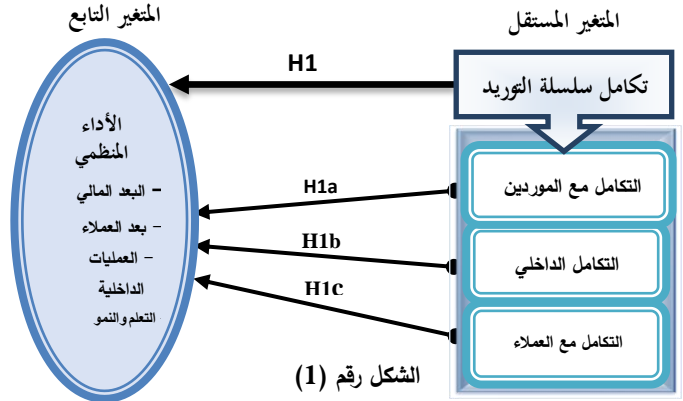 المتغير المستقل
المتغير التابع
تكامل سلسلة التوريد
H1
الأداء
المنظمي
- البعد المالي
- بعد العملاء
- العمليات
الداخلية
- التعلم والنمو
التكامل مع الموردين
H1a
التكامل الداخلي
H1b
التكامل مع العملاء
H1c
الشكل رقم (1)